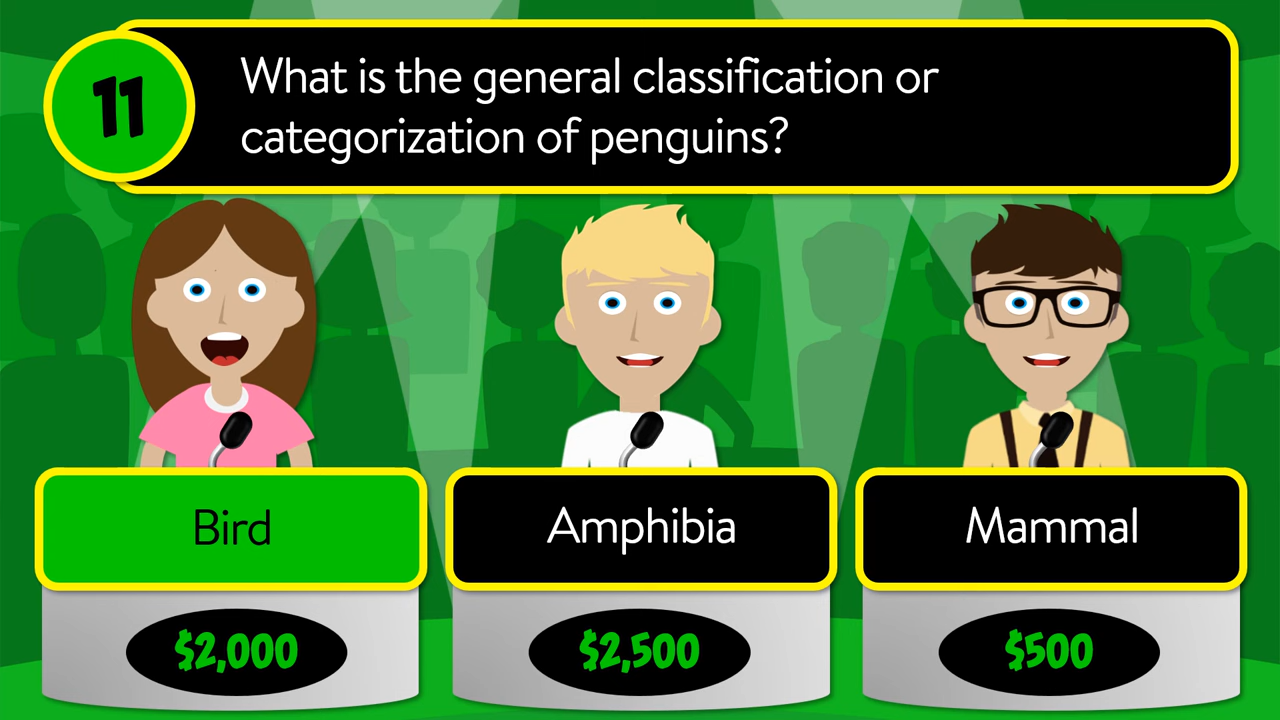 11
What is the general classification or
categorization of penguins?
Bird
Amphibia
Mammal
$2,000
$2,500
$500